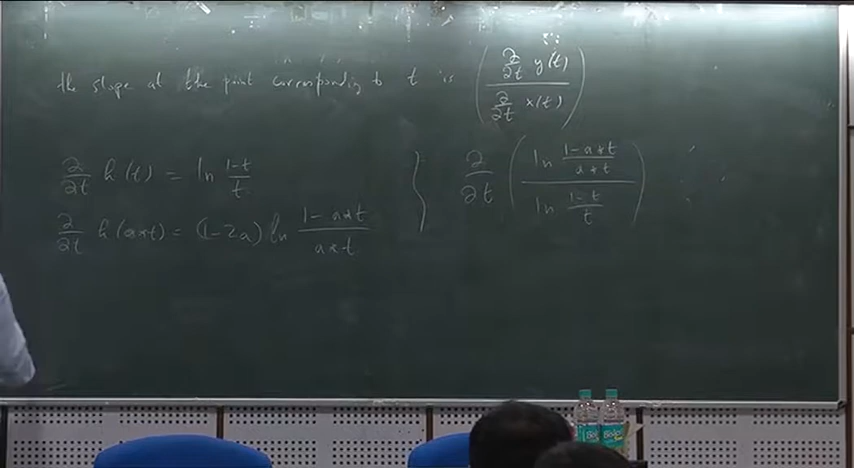 the slope at the point corresponding to t is ( ∂/∂t y(t) / ∂/∂t x(t) )
∂/∂t h(t) = ln (1-t)/t
∂/∂t h(a*t) = (1-2a) ln (1-a*t)/(a*t)
∂/∂t ( ln (1-a*t)/(a*t) / ln (1-t)/t )